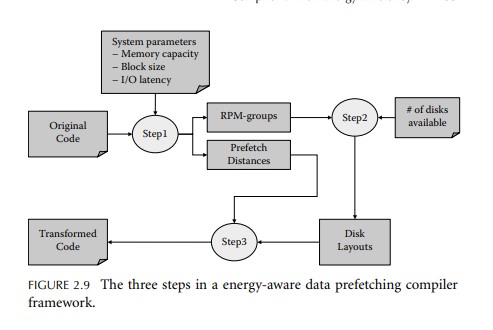 System parameters
– Memory capacity
– Block size
– I/O latency
Original
Code
Step1
RPM-groups
Prefetch
Distances
Step2
# of disks
available
Transformed
Code
Step3
Disk
Layouts
FIGURE 2.9 The three steps in a energy-aware data prefetching compiler
framework.